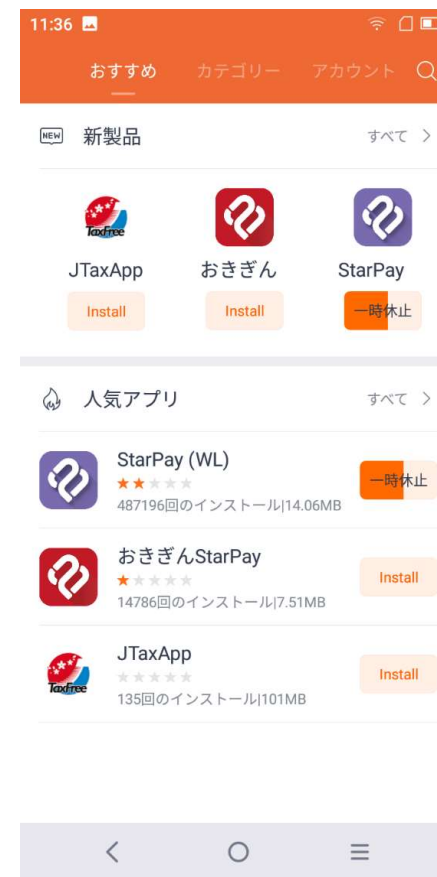 11:36
おすすめ カテゴリー アカウント
NEW 新製品 すべて
TaxFree
JTaxApp おきぎん StarPay
Install Install 一時休止
人気アプリ すべて
StarPay (WL)
487196回のインストール|14.06MB
一時休止
おきぎんStarPay
14786回のインストール|7.51MB
Install
TaxFree
JTaxApp
135回のインストール|101MB
Install